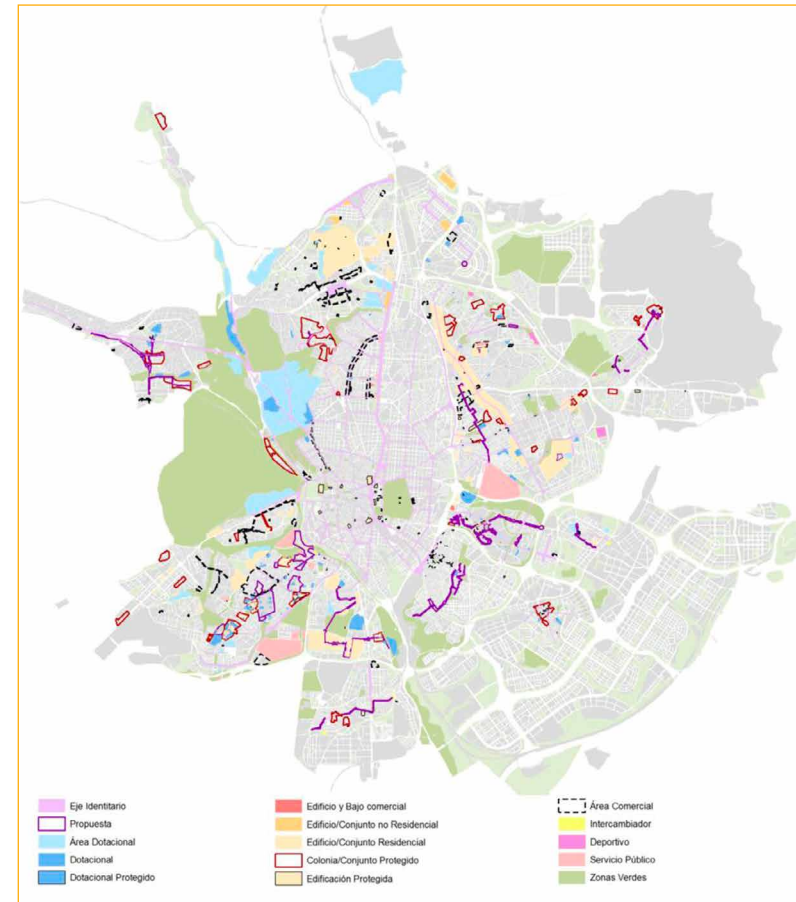 Eje Identitario
Propuesta
Área Dotacional
Dotacional
Dotacional Protegido
Edificio y Bajo comercial
Edificio/Conjunto no Residencial
Edificio/Conjunto Residencial
Colonia/Conjunto Protegido
Edificación Protegida
Área Comercial
Intercambiador
Deportivo
Servicio Público
Zonas Verdes